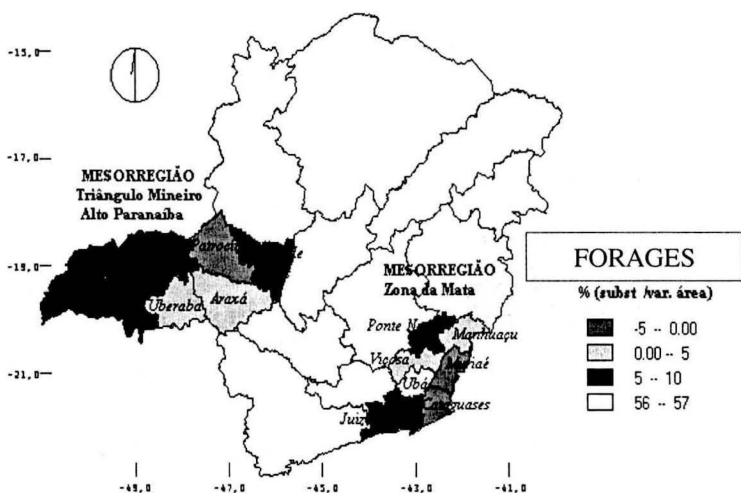 -15,0
-17,0
-19,0
-21,0
MESORREGIÃO
Triângulo Mineiro
Alto Paranaíba
Uberaba
Araxá
MESORREGIÃO
Zona da Mata
Ponte N
Manhuaçu
Viçosa
Ubá
Juiz
FORAGES
% (subst /var. área)
-5 -- 0.00
0.00 -- 5
5 -- 10
56 -- 57
-49,0
-47,0
-45,0
-43,0
-41,0